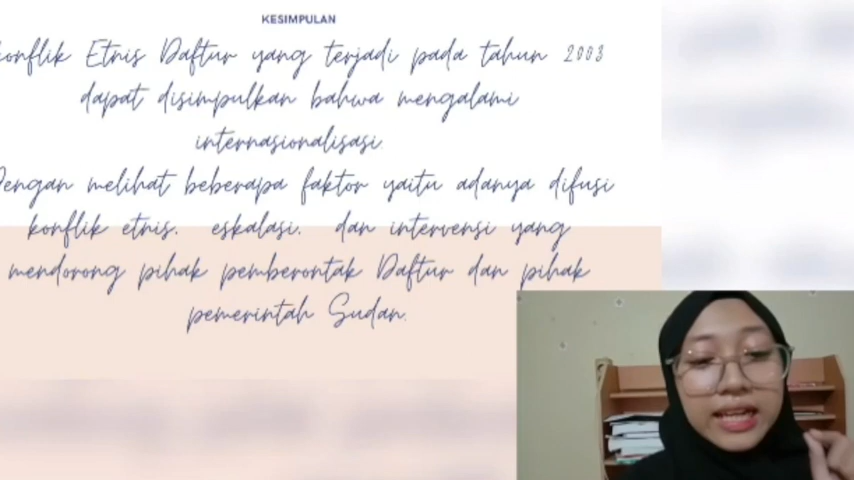 KESIMPULAN
konflik Etnis Daftur yang terjadi pada tahun 2003
dapat disimpulkan bahwa mengalami
internasionalisasi.
Dengan melihat beberapa faktor yaitu adanya difusi
konflik etnis, eskalasi, dan intervensi yang
mendorong pihak pemberontak Daftur dan pihak
pemerintah Sudan.